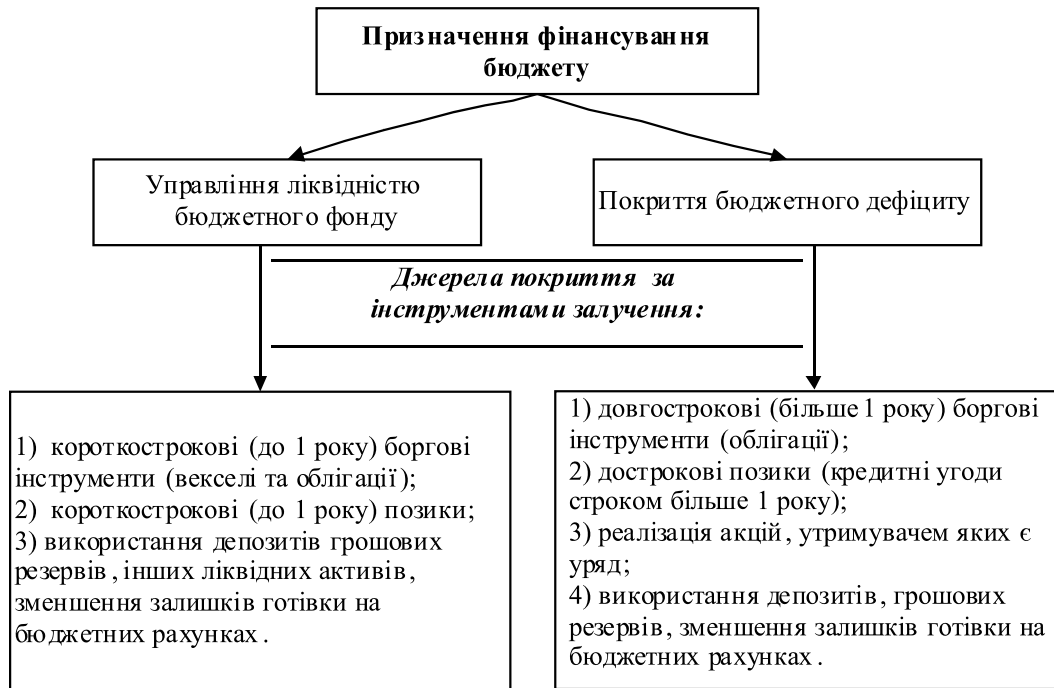 Призначення фінансування
бюджету
Управління ліквідністю
бюджетного фонду
Покриття бюджетного дефіциту
Джерела покриття за
інструментами залучення:
1) короткострокові (до 1 року) боргові
інструменти (векселі та облігації);
2) короткострокові (до 1 року) позики;
3) використання депозитів грошових
резервів, інших ліквідних активів,
зменшення залишків готівки на
бюджетних рахунках.
1) довгострокові (більше 1 року) боргові
інструменти (облігації);
2) дострокові позики (кредитні угоди
строком більше 1 року);
3) реалізація акцій, утримувачем яких є
уряд;
4) використання депозитів, грошових
резервів, зменшення залишків готівки на
бюджетних рахунках.